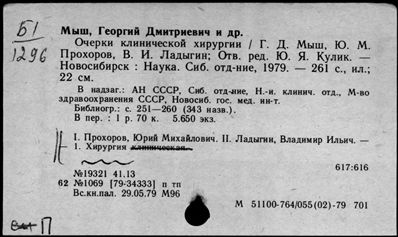 Б1
1296
Мыш, Георгий Дмитриевич и др.
Очерки клинической хирургии / Г. Д. Мыш, Ю. М.
Прохоров, В. И. Ладыгин; Отв. ред. Ю. Я. Кулик. —
Новосибирск : Наука. Сиб. отд-ние, 1979. — 261 с., ил.;
22 см.
В надзаг.: АН СССР, Сиб. отд-ние, Н.-и. клинич. отд., М-во
здравоохранения СССР, Новосиб. гос. мед. ин-т.
Библиогр.: с. 251—260 (343 назв.).
В пер. : 1 р. 70 к. 5.650 экз.
I. Прохоров, Юрий Михайлович. II. Ладыгин, Владимир Ильич. —
1. Хирургия клиническая.
617:616
№19321 41.13
62 №1069 [79-34333] п тп
Вс.кн.пал. 29.05.79 М96
М 51100-764/055(02)-79 701
П